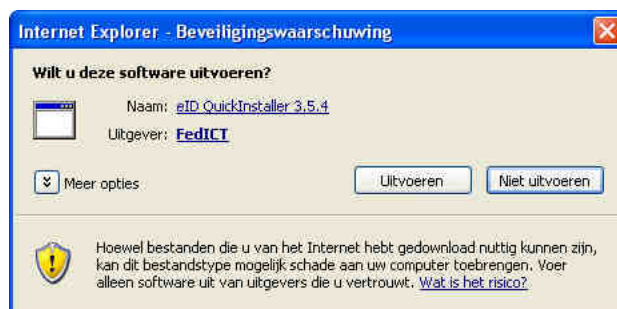 Internet Explorer - Beveiligingswaarschuwing
Wilt u deze software uitvoeren?
Naam: eID QuickInstaller 3.5.4
Uitgever: FedICT
Meer opties
Uitvoeren
Niet uitvoeren
Hoewel bestanden die u van het Internet hebt gedownload nuttig kunnen zijn,
kan dit bestandstype mogelijk schade aan uw computer toebrengen. Voer
alleen software uit van uitgevers die u vertrouwt. Wat is het risico?